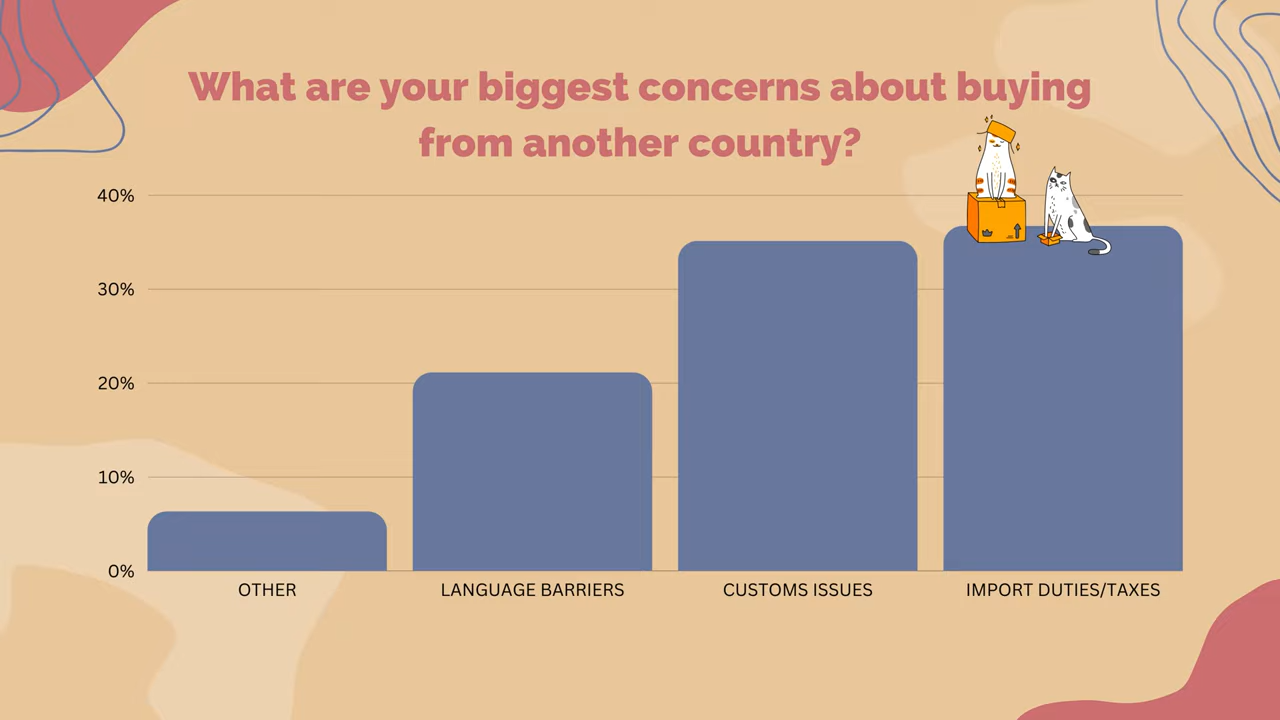 What are your biggest concerns about buying
from another country?
40%
30%
20%
10%
0%
OTHER
LANGUAGE BARRIERS
CUSTOMS ISSUES
IMPORT DUTIES/TAXES